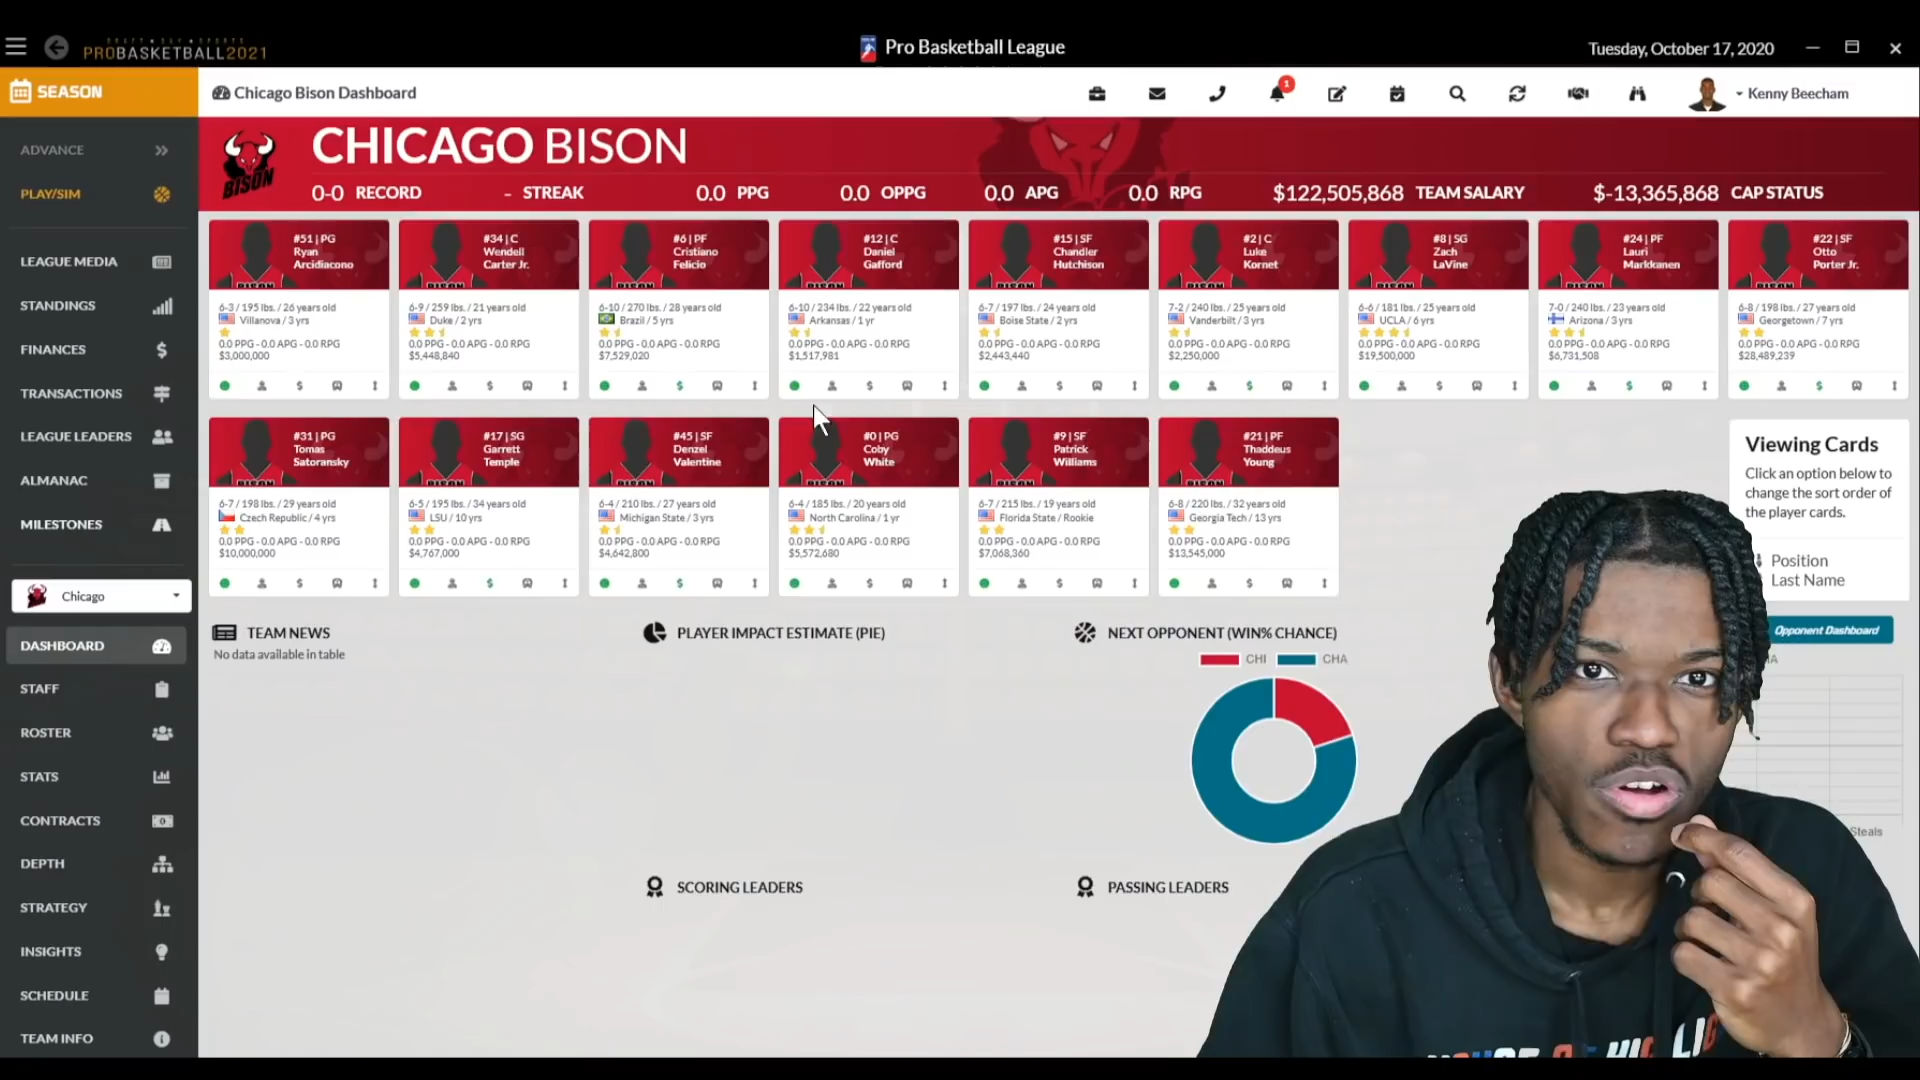 DRAFT DAY SPORTS
PROBASKETBALL2021
Pro Basketball League
Tuesday, October 17, 2020
SEASON
Chicago Bison Dashboard
1
Kenny Beecham
ADVANCE
PLAY/SIM
LEAGUE MEDIA
STANDINGS
FINANCES
TRANSACTIONS
LEAGUE LEADERS
ALMANAC
MILESTONES
Chicago
DASHBOARD
STAFF
ROSTER
STATS
CONTRACTS
DEPTH
STRATEGY
INSIGHTS
SCHEDULE
TEAM INFO
BISON
CHICAGO BISON
0-0 RECORD - STREAK 0.0 PPG 0.0 OPPG 0.0 APG 0.0 RPG $122,505,868 TEAM SALARY $-13,365,868 CAP STATUS
#51 | PG
Ryan
Arcidiacono
6-3 / 195 lbs. / 26 years old
Villanova / 3 yrs
0.0 PPG - 0.0 APG - 0.0 RPG
$3,000,000
#34 | C
Wendell
Carter Jr.
6-9 / 259 lbs. / 21 years old
Duke / 2 yrs
0.0 PPG - 0.0 APG - 0.0 RPG
$5,448,840
#6 | PF
Cristiano
Felicio
6-10 / 270 lbs. / 28 years old
Brazil / 5 yrs
0.0 PPG - 0.0 APG - 0.0 RPG
$7,529,020
#12 | C
Daniel
Gafford
6-10 / 234 lbs. / 22 years old
Arkansas / 1 yr
0.0 PPG - 0.0 APG - 0.0 RPG
$1,517,981
#15 | SF
Chandler
Hutchison
6-7 / 197 lbs. / 24 years old
Boise State / 2 yrs
0.0 PPG - 0.0 APG - 0.0 RPG
$2,443,440
#2 | C
Luke
Kornet
7-2 / 240 lbs. / 25 years old
Vanderbilt / 3 yrs
0.0 PPG - 0.0 APG - 0.0 RPG
$2,250,000
#8 | SG
Zach
LaVine
6-6 / 181 lbs. / 25 years old
UCLA / 6 yrs
0.0 PPG - 0.0 APG - 0.0 RPG
$19,500,000
#24 | PF
Lauri
Markkanen
7-0 / 240 lbs. / 23 years old
Arizona / 3 yrs
0.0 PPG - 0.0 APG - 0.0 RPG
$6,731,508
#22 | SF
Otto
Porter Jr.
6-8 / 198 lbs. / 27 years old
Georgetown / 7 yrs
0.0 PPG - 0.0 APG - 0.0 RPG
$28,489,239
#31 | PG
Tomas
Satoransky
6-7 / 198 lbs. / 29 years old
Czech Republic / 4 yrs
0.0 PPG - 0.0 APG - 0.0 RPG
$10,000,000
#17 | SG
Garrett
Temple
6-5 / 195 lbs. / 34 years old
LSU / 10 yrs
0.0 PPG - 0.0 APG - 0.0 RPG
$4,767,000
#45 | SF
Denzel
Valentine
6-4 / 210 lbs. / 27 years old
Michigan State / 3 yrs
0.0 PPG - 0.0 APG - 0.0 RPG
$4,642,800
#0 | PG
Coby
White
6-4 / 185 lbs. / 20 years old
North Carolina / 1 yr
0.0 PPG - 0.0 APG - 0.0 RPG
$5,572,680
#9 | SF
Patrick
Williams
6-7 / 215 lbs. / 19 years old
Florida State / Rookie
0.0 PPG - 0.0 APG - 0.0 RPG
$7,068,360
#21 | PF
Thaddeus
Young
6-8 / 220 lbs. / 32 years old
Georgia Tech / 13 yrs
0.0 PPG - 0.0 APG - 0.0 RPG
$13,545,000
Viewing Cards
Click an option below to
change the sort order of
the player cards.
Position
Last Name
TEAM NEWS
No data available in table
PLAYER IMPACT ESTIMATE (PIE)
NEXT OPPONENT (WIN% CHANCE)
CHI CHA
Opponent Dashboard
Steals
SCORING LEADERS
PASSING LEADERS